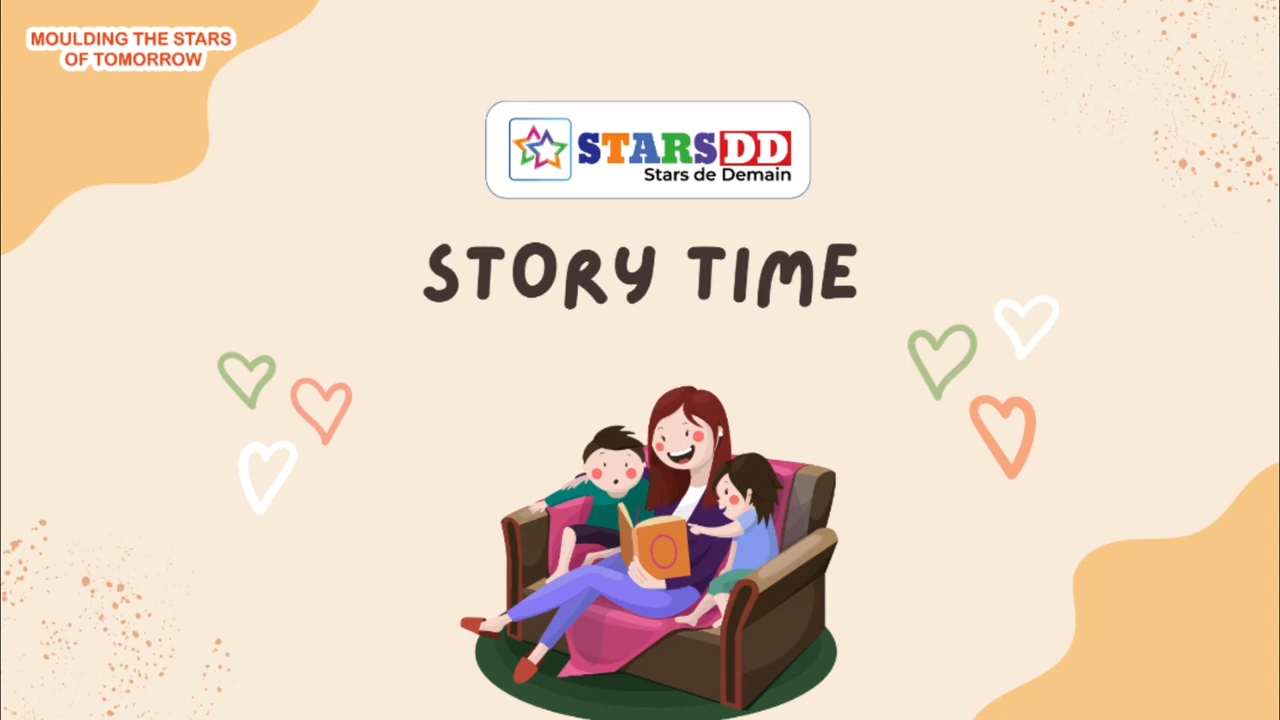 MOULDING THE STARS
OF TOMORROW
STARSDD
Stars de Demain
STORY TIME